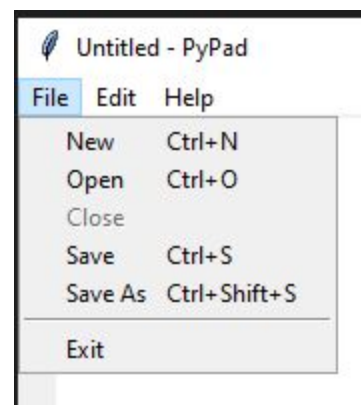 Untitled - PyPad
File Edit Help
New Ctrl+N
Open Ctrl+O
Close
Save Ctrl+S
Save As Ctrl+Shift+S
Exit